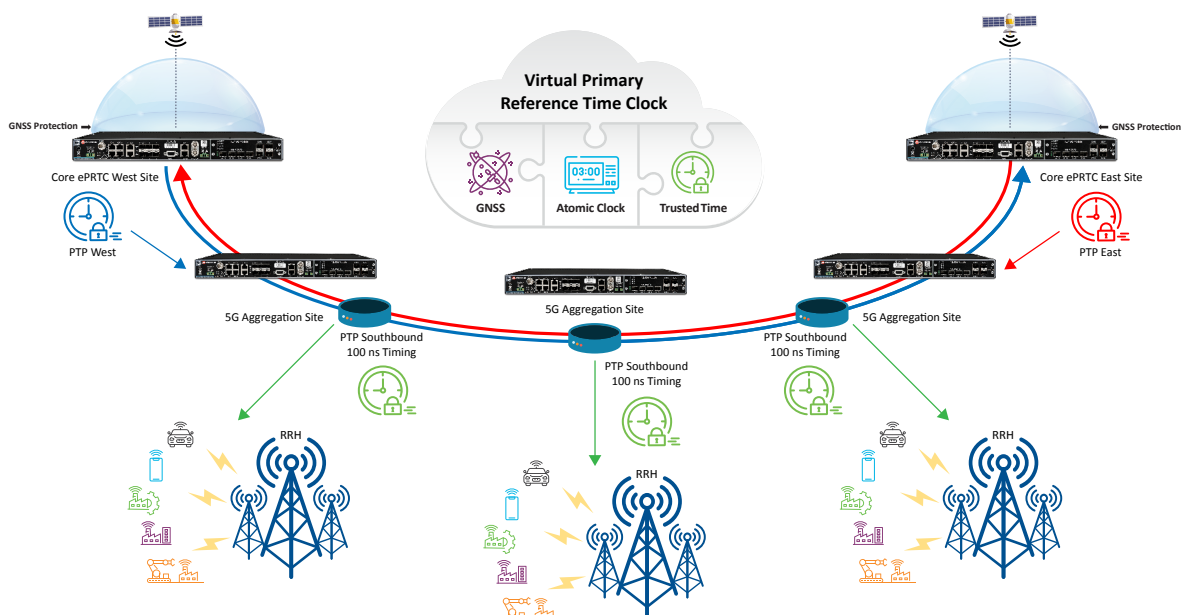 Virtual Primary
Reference Time Clock
GNSS
Atomic Clock
Trusted Time
03:00
GNSS Protection
GNSS Protection
Core ePRTC West Site
Core ePRTC East Site
PTP West
PTP East
5G Aggregation Site
5G Aggregation Site
5G Aggregation Site
PTP Southbound
100 ns Timing
PTP Southbound
100 ns Timing
PTP Southbound
100 ns Timing
RRH
RRH
RRH